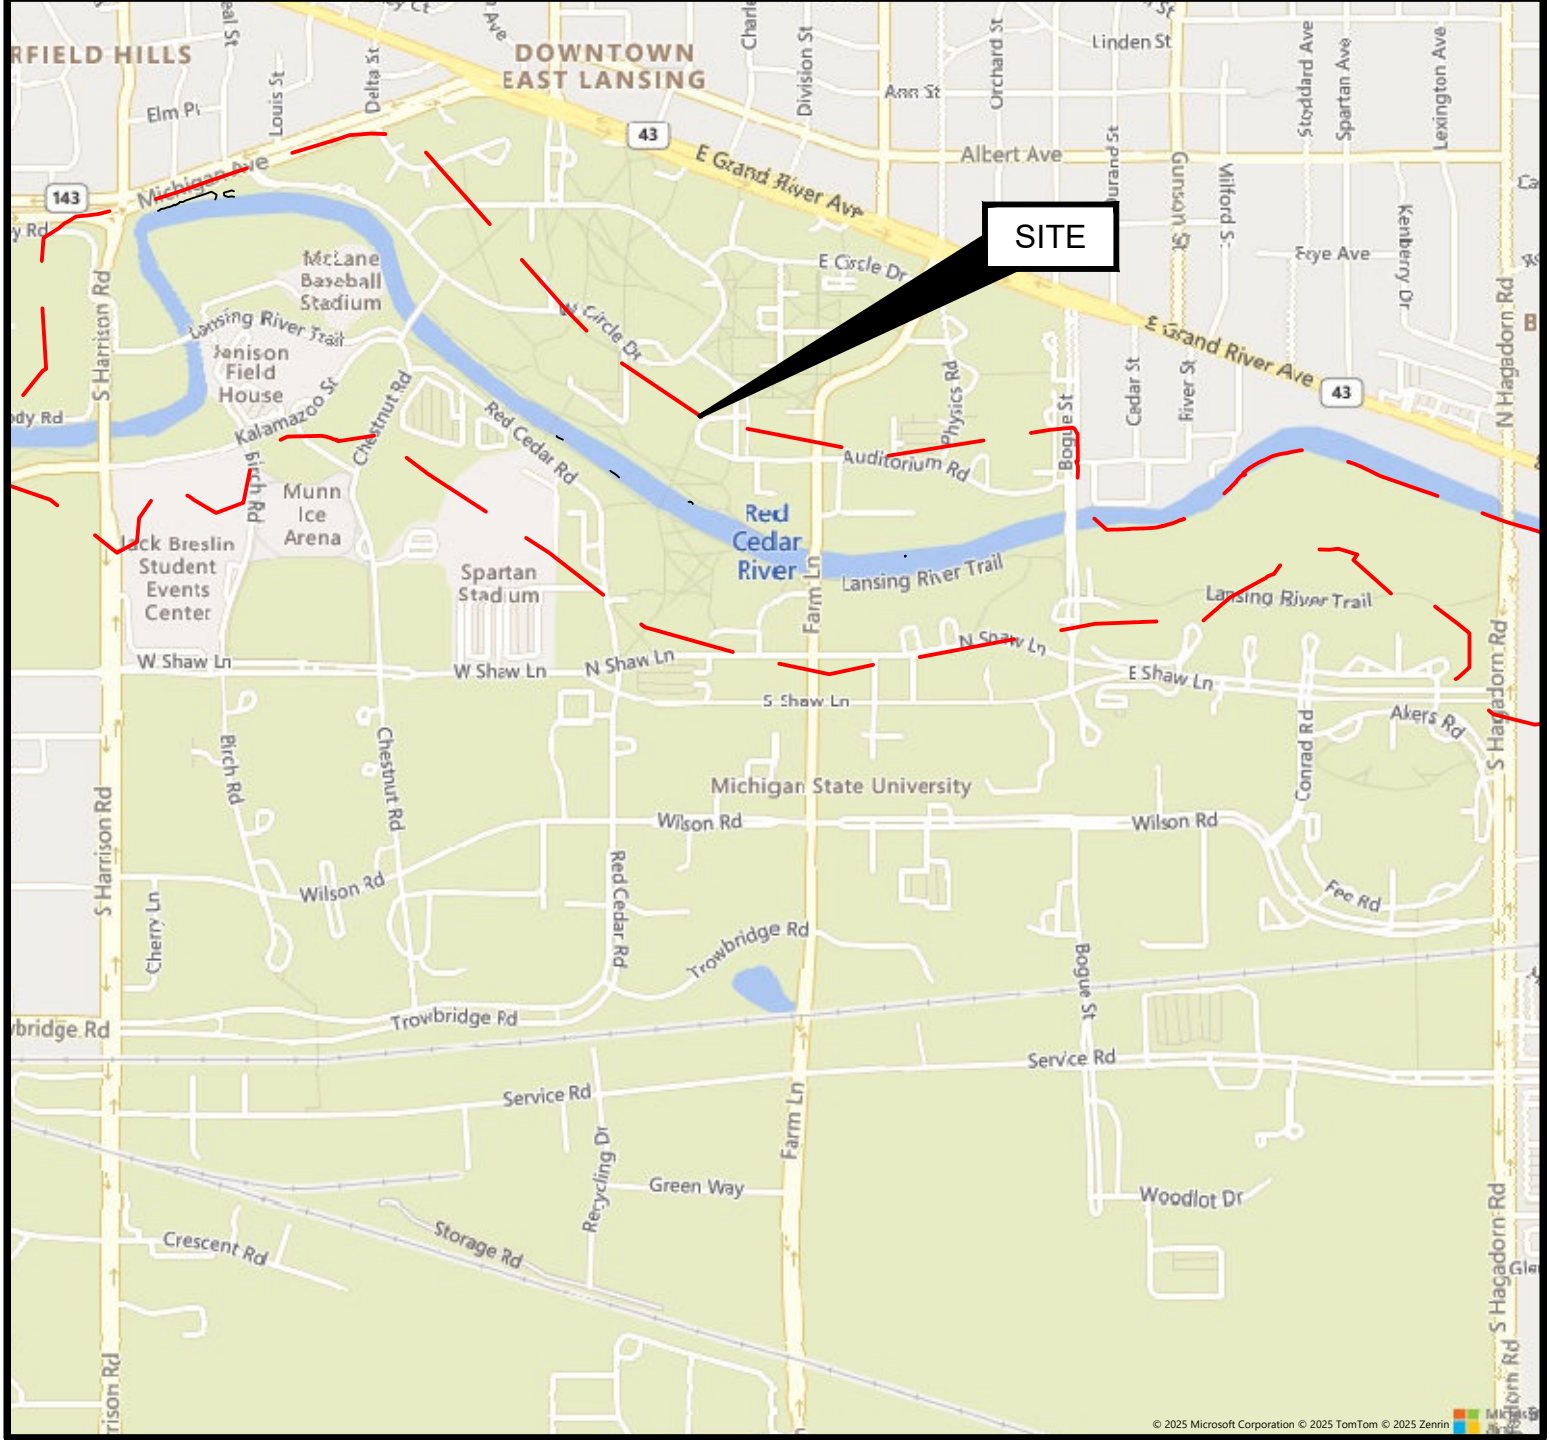 RFIELD HILLS
DOWNTOWN
EAST LANSING
Delta St
Louis St
Elm Pl
Division St
Orchard St
Linden St
Stoddard Ave
Spartan Ave
Lexington Ave
Ann St
43
Albert Ave
E Grand River Ave
143
Michigan Ave
Gunson St
Kenberry Dr
Frye Ave
SITE
McLane
Baseball
Stadium
E Circle Dr
W Circle Dr
Lansing River Trail
S Harrison Rd
N Hagadorn Rd
Jenison
Field
House
E Grand River Ave
43
Physics Rd
Cedar St
River St
Bogue St
Kalamazoo St
Chestnut Rd
Red Cedar Rd
Auditorium Rd
Birch Rd
Munn
Ice
Arena
Red
Cedar
River
Jack Breslin
Student
Events
Center
Spartan
Stadium
Farm Ln
Lansing River Trail
Lansing River Trail
W Shaw Ln
W Shaw Ln
N Shaw Ln
N Shaw Ln
S Shaw Ln
E Shaw Ln
Akers Rd
S Hagadorn Rd
Birch Rd
Chestnut Rd
Conrad Rd
Michigan State University
S Harrison Rd
Wilson Rd
Wilson Rd
Wilson Rd
Red Cedar Rd
Fee Rd
Cherry Ln
Trowbridge Rd
Bogue St
wbridge Rd
Trowbridge Rd
Service Rd
Service Rd
Farm Ln
Recycling Dr
Green Way
Woodlot Dr
Crescent Rd
Storage Rd
S Hagadorn Rd
rrison Rd
© 2025 Microsoft Corporation © 2025 TomTom © 2025 Zenrin